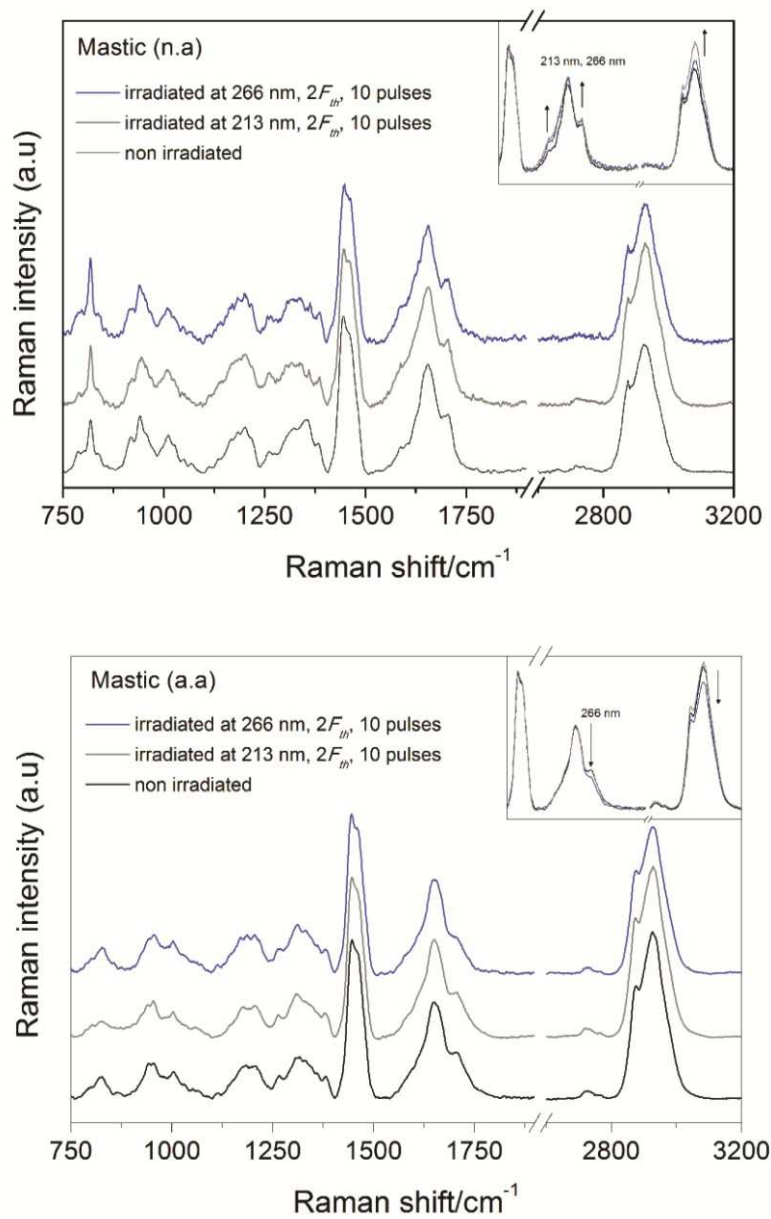 Mastic (n.a)
irradiated at 266 nm, 2Fth, 10 pulses
irradiated at 213 nm, 2Fth, 10 pulses
non irradiated
213 nm, 266 nm
Raman intensity (a.u)
750 1000 1250 1500 1750 2800 3200
Raman shift/cm-1
Mastic (a.a)
irradiated at 266 nm, 2Fth, 10 pulses
irradiated at 213 nm, 2Fth, 10 pulses
non irradiated
266 nm
Raman intensity (a.u)
750 1000 1250 1500 1750 2800 3200
Raman shift/cm-1